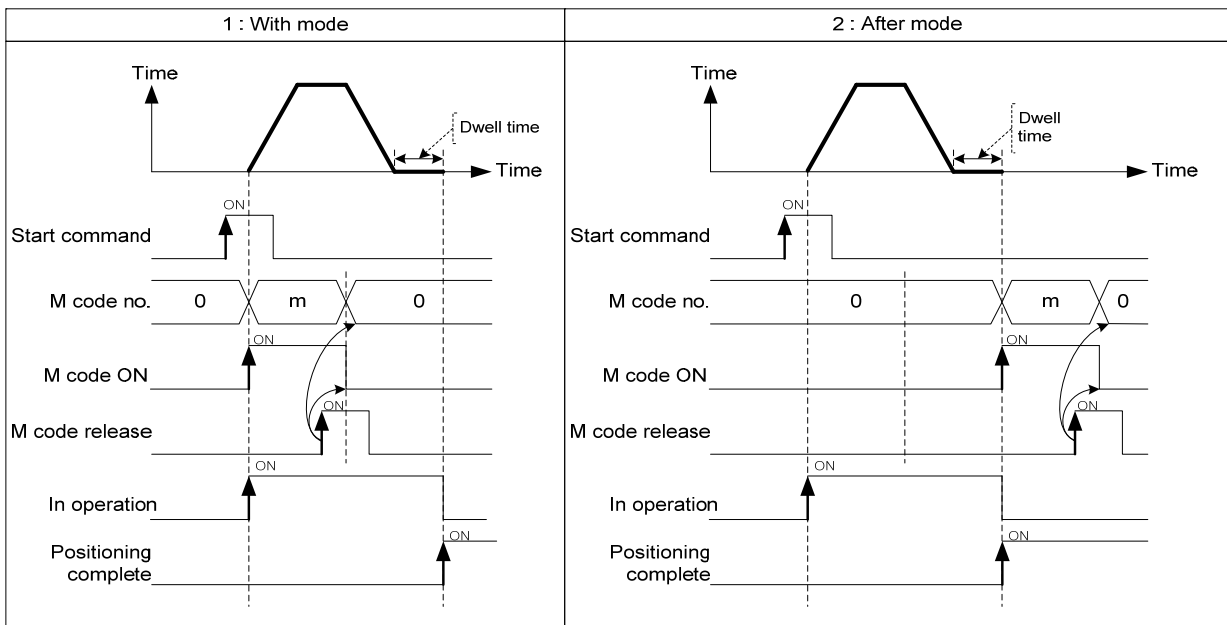 1 : With mode
Time
Dwell time
Time
ON
Start command
M code no.
0
m
0
ON
M code ON
ON
M code release
ON
In operation
ON
Positioning
complete
2 : After mode
Time
Dwell
time
Time
ON
Start command
M code no.
0
m
0
ON
M code ON
ON
M code release
ON
In operation
ON
Positioning
complete